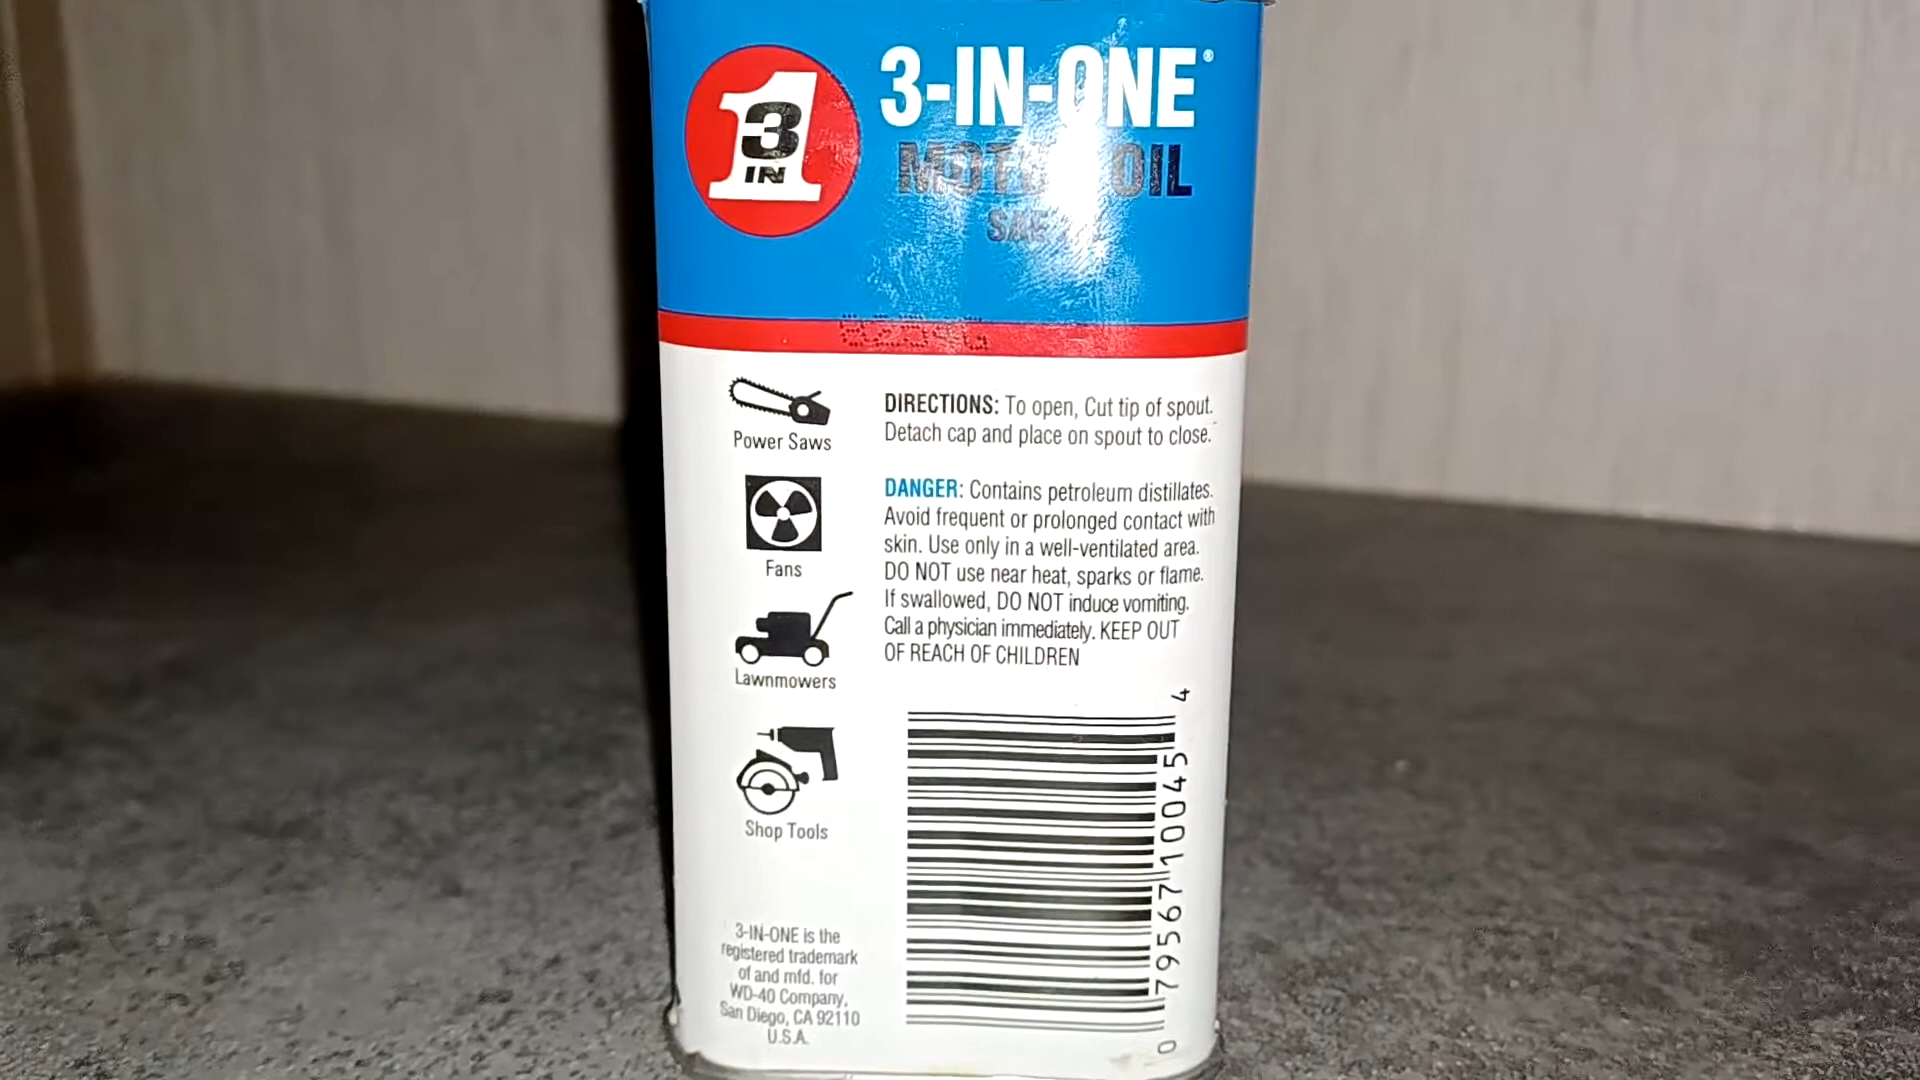 1
3
IN
3-IN-ONE®
OIL
Power Saws
Fans
Lawnmowers
Shop Tools
DIRECTIONS: To open, Cut tip of spout.
Detach cap and place on spout to close.
DANGER: Contains petroleum distillates.
Avoid frequent or prolonged contact with
skin. Use only in a well-ventilated area.
DO NOT use near heat, sparks or flame.
If swallowed, DO NOT induce vomiting.
Call a physician immediately. KEEP OUT
OF REACH OF CHILDREN
0 79567 10045 4
3-IN-ONE is the
registered trademark
of and mfd. for
WD-40 Company,
San Diego, CA 92110
U.S.A.